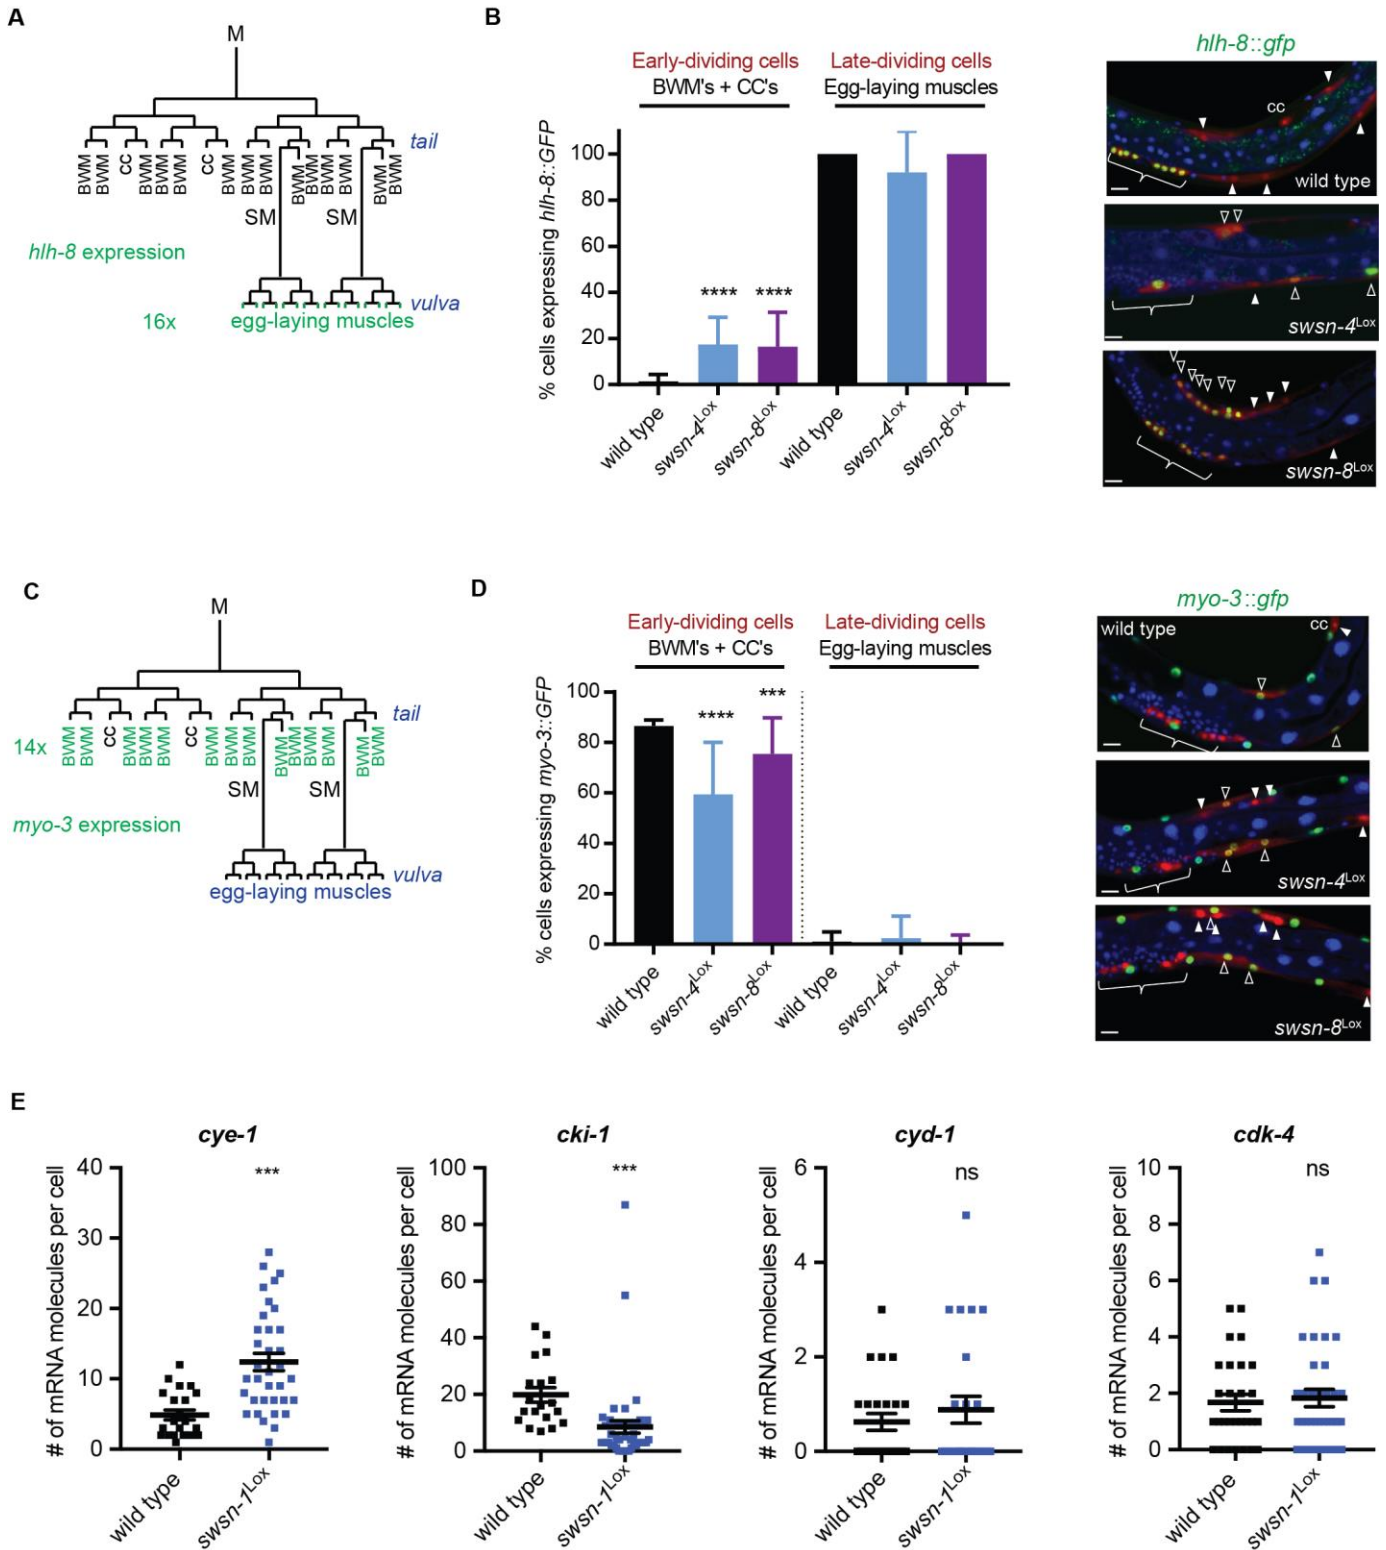 A
M
BWM
BWM
CC
BWM
BWM
BWM
CC
BWM
BWM
BWM
BWM
BWM
BWM
BWM
BWM
BWM
tail
SM
SM
hlh-8 expression
vulva
16x
egg-laying muscles
B
Early-dividing cells
Late-dividing cells
BWM's + CC's
Egg-laying muscles
% cells expressing hlh-8::GFP
100
80
60
40
20
0
****
****
wild type
swsn-4Lox
swsn-8Lox
wild type
swsn-4Lox
swsn-8Lox
hlh-8::gfp
cc
wild type
swsn-4Lox
swsn-8Lox
C
M
tail
14x
BWM
BWM
CC
BWM
BWM
BWM
CC
BWM
BWM
BWM
BWM
BWM
BWM
BWM
BWM
BWM
SM
SM
myo-3 expression
vulva
egg-laying muscles
D
Early-dividing cells
Late-dividing cells
BWM's + CC's
Egg-laying muscles
% cells expressing myo-3::GFP
100
80
60
40
20
0
****
***
wild type
swsn-4Lox
swsn-8Lox
wild type
swsn-4Lox
swsn-8Lox
myo-3::gfp
wild type
cc
swsn-4Lox
swsn-8Lox
E
cye-1
# of mRNA molecules per cell
40
30
20
10
0
***
wild type
swsn-1Lox
cki-1
# of mRNA molecules per cell
100
80
60
40
20
0
***
wild type
swsn-1Lox
cyd-1
# of mRNA molecules per cell
6
4
2
0
ns
wild type
swsn-1Lox
cdk-4
# of mRNA molecules per cell
10
8
6
4
2
0
ns
wild type
swsn-1Lox